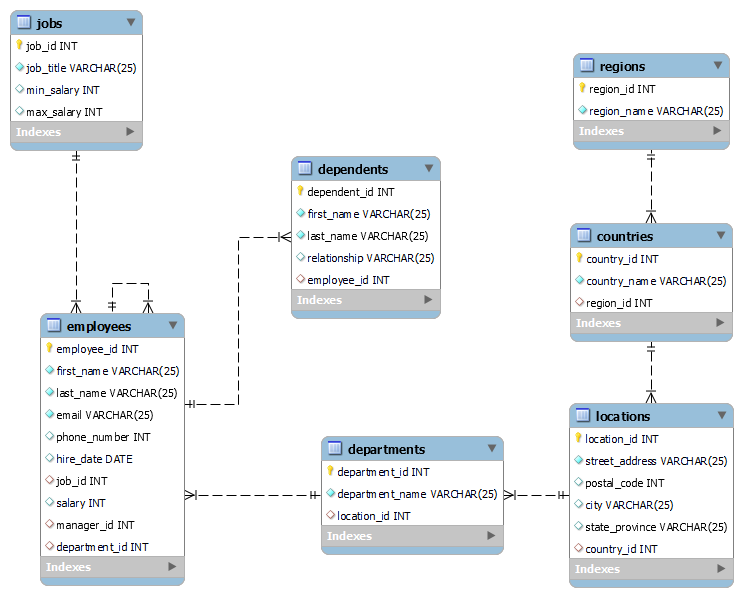 jobs
job_id INT
job_title VARCHAR(25)
min_salary INT
max_salary INT
Indexes
regions
region_id INT
region_name VARCHAR(25)
Indexes
dependents
dependent_id INT
first_name VARCHAR(25)
last_name VARCHAR(25)
relationship VARCHAR(25)
employee_id INT
Indexes
countries
country_id INT
country_name VARCHAR(25)
region_id INT
Indexes
employees
employee_id INT
first_name VARCHAR(25)
last_name VARCHAR(25)
email VARCHAR(25)
phone_number INT
hire_date DATE
job_id INT
salary INT
manager_id INT
department_id INT
Indexes
departments
department_id INT
department_name VARCHAR(25)
location_id INT
Indexes
locations
location_id INT
street_address VARCHAR(25)
postal_code INT
city VARCHAR(25)
state_province VARCHAR(25)
country_id INT
Indexes